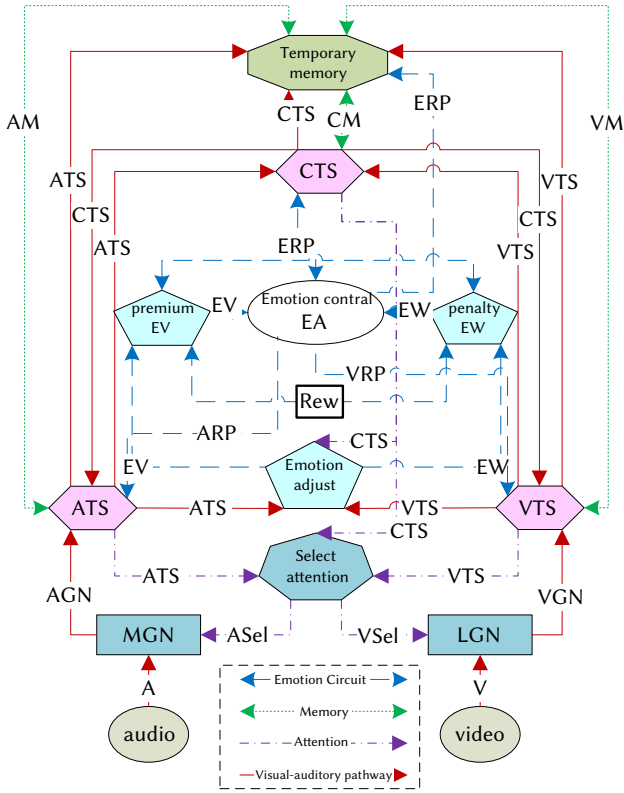 Temporary
memory
ERP
AM
CTS
CM
VM
ATS
CTS
VTS
CTS
ATS
CTS
VTS
ERP
premium
EV
EV
Emotion contral
EA
EW
penalty
EW
VRP
Rew
ARP
CTS
EV
Emotion
adjust
EW
ATS
ATS
VTS
VTS
CTS
Select
attention
ATS
VTS
AGN
VGN
MGN
ASel
VSel
LGN
A
V
audio
video
Emotion Circuit
Memory
Attention
Visual-auditory pathway